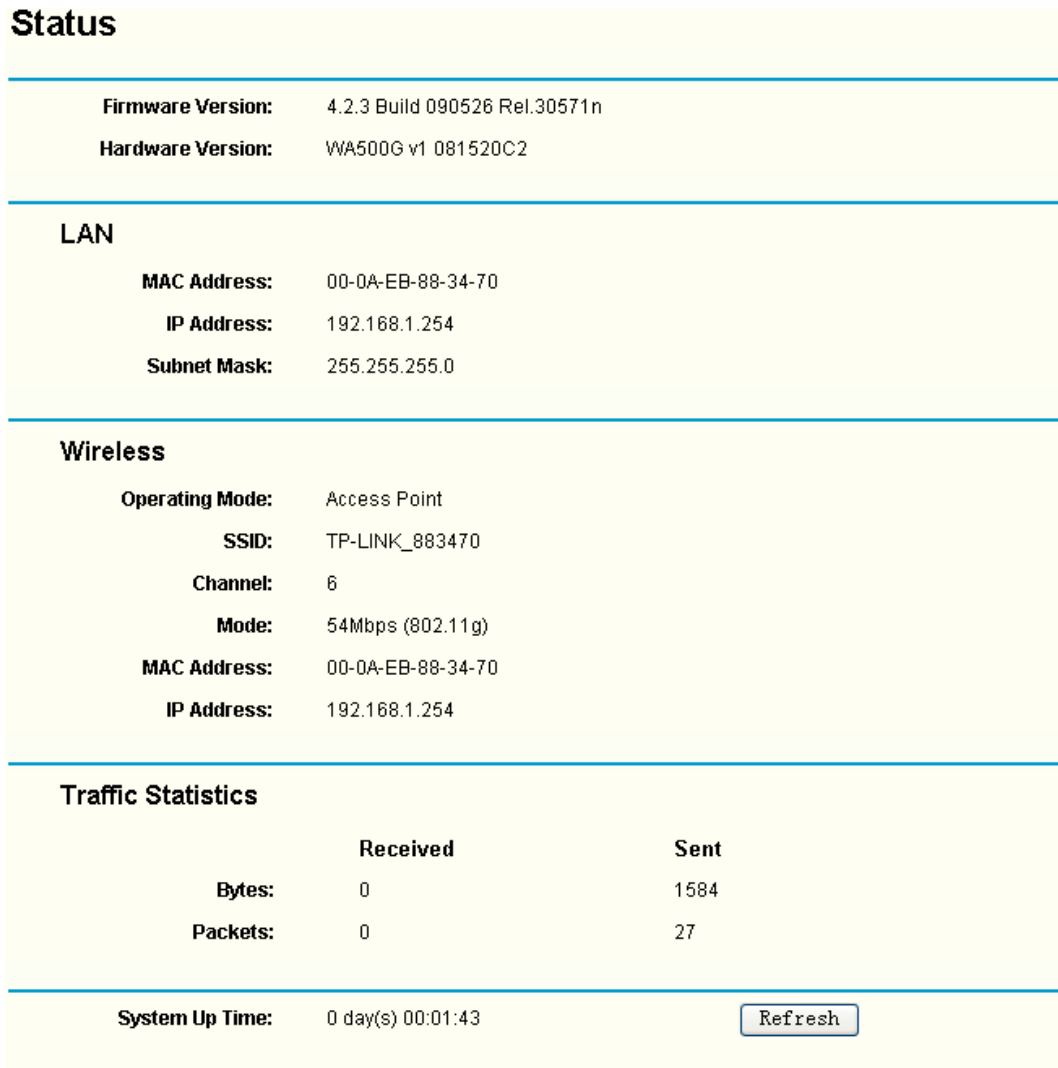 Status
Firmware Version: 4.2.3 Build 090526 Rel.30571n
Hardware Version: WA500G v1 081520C2
LAN
MAC Address: 00-0A-EB-88-34-70
IP Address: 192.168.1.254
Subnet Mask: 255.255.255.0
Wireless
Operating Mode: Access Point
SSID: TP-LINK_883470
Channel: 6
Mode: 54Mbps (802.11g)
MAC Address: 00-0A-EB-88-34-70
IP Address: 192.168.1.254
Traffic Statistics
Received Sent
Bytes: 0 1584
Packets: 0 27
System Up Time: 0 day(s) 00:01:43 Refresh